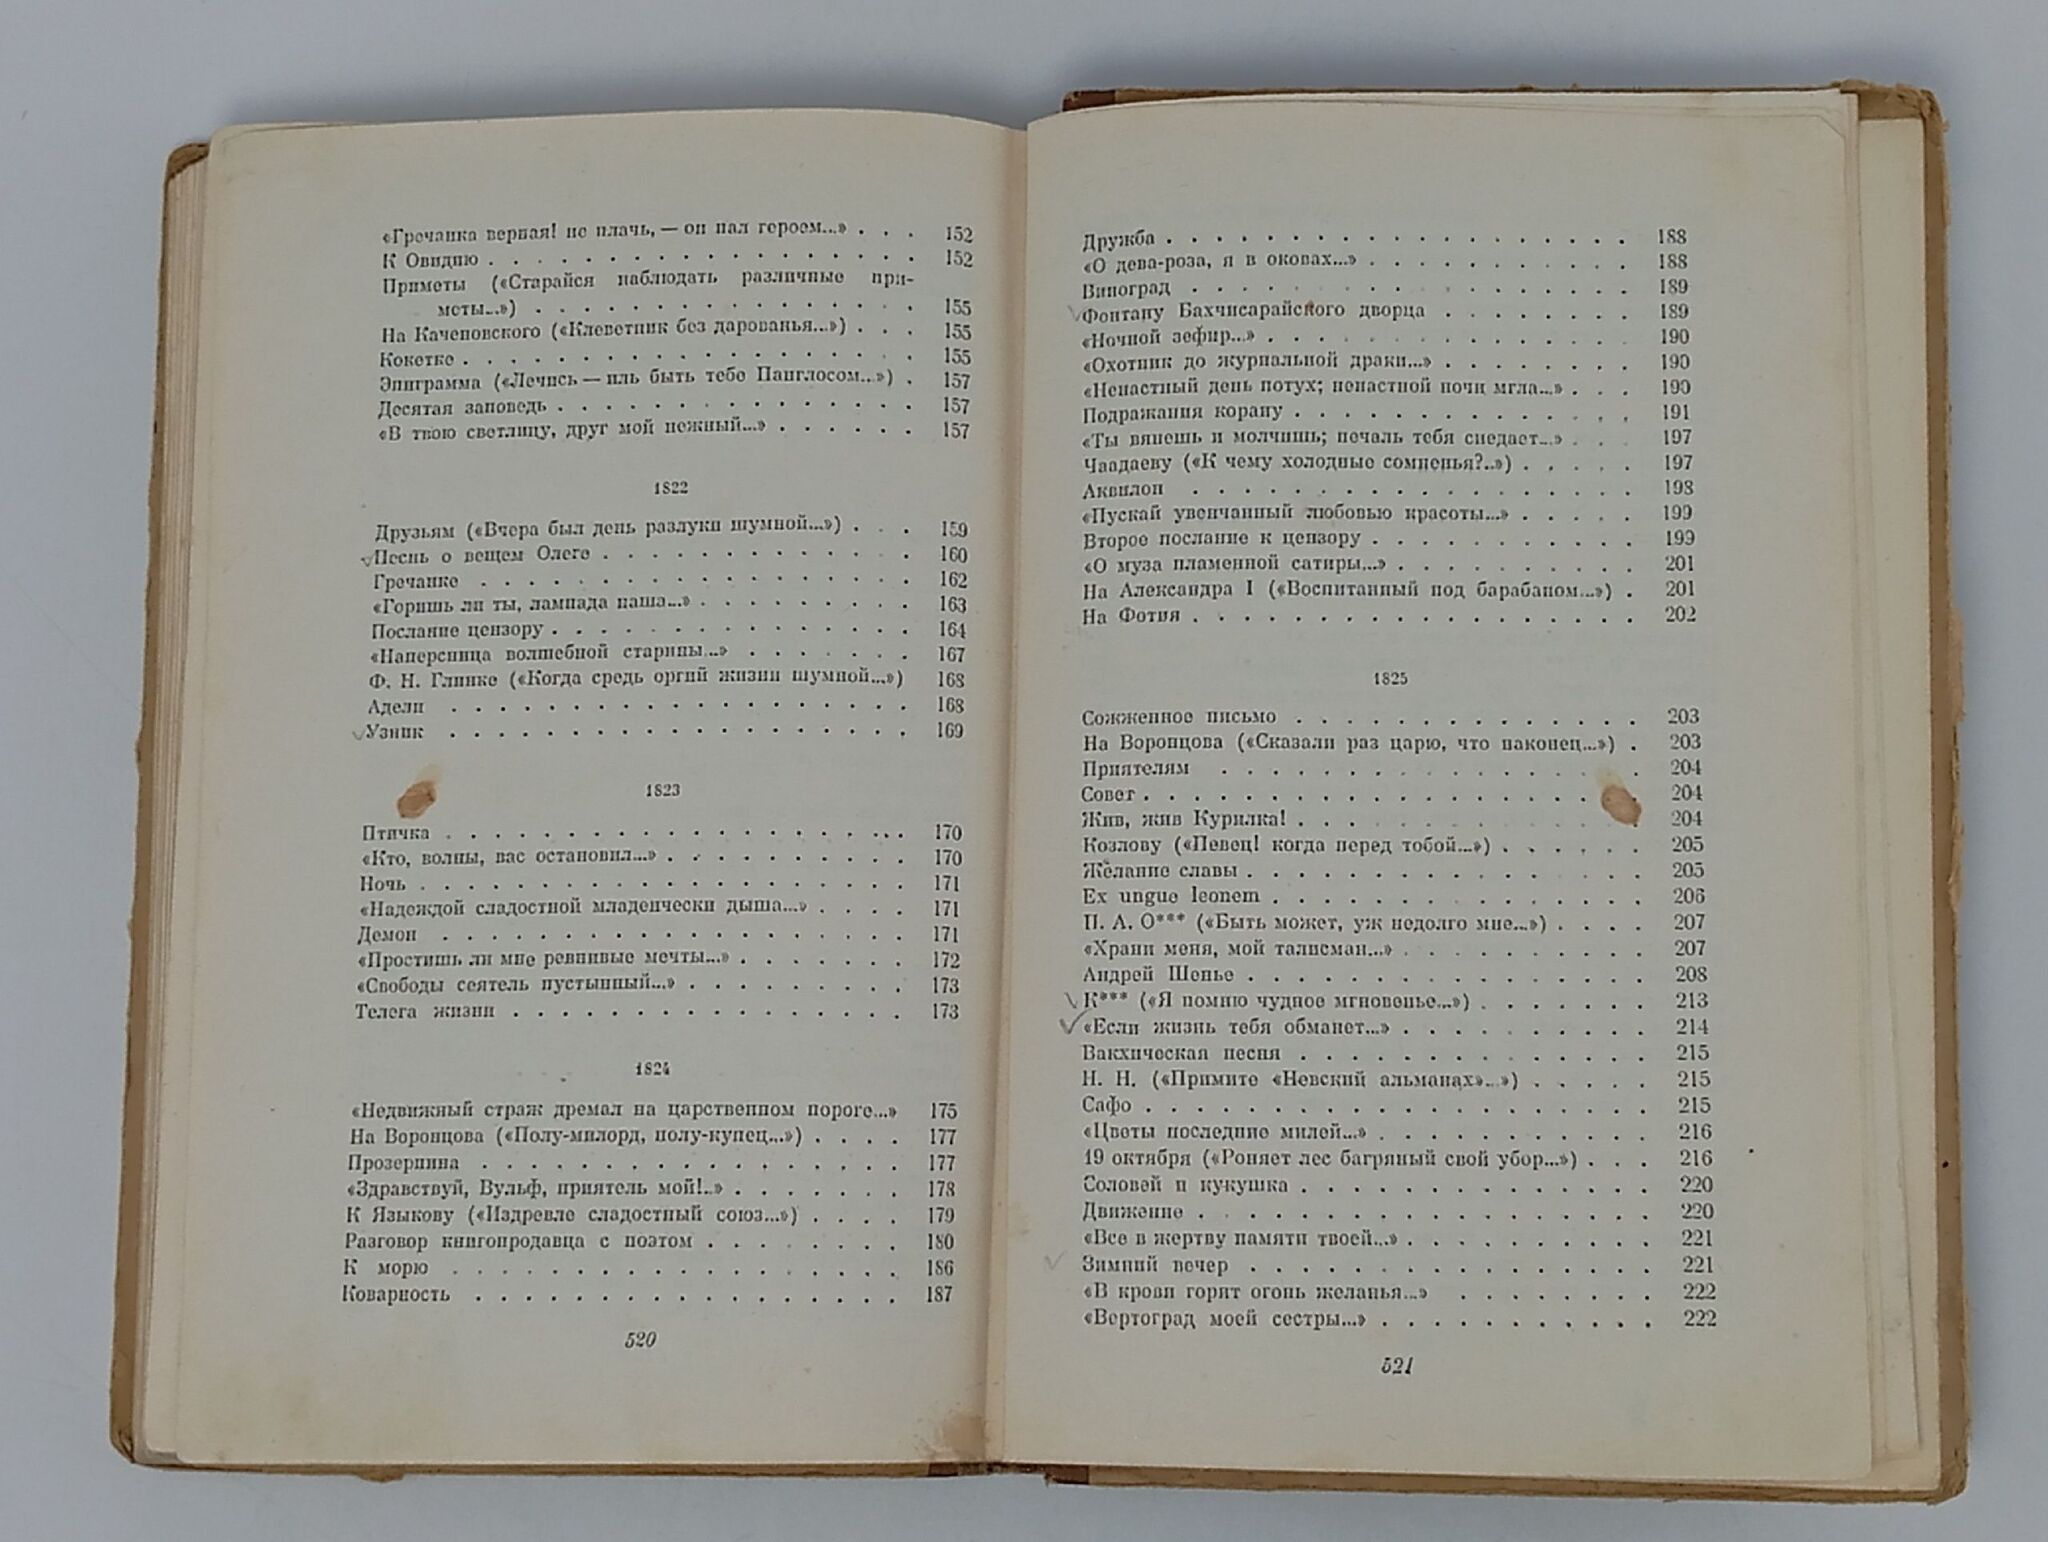 «Гречанка верная! не плачь, — он пал героем...» . . . 152
К Овидию . . . . . . . . . . . . . . . . . . 152
Приметы («Старайся наблюдать различные при-
меты...») . . . . . . . . . . . . . . . . 155
На Каченовского («Клеветник без дарованья...») . . . 155
Кокетке . . . . . . . . . . . . . . . . . . . 155
Эпиграмма («Лечись — иль быть тебе Панглосом...») . 157
Десятая заповедь . . . . . . . . . . . . . . . 157
«В твою светлицу, друг мой нежный...» . . . . . . 157
1822
Друзьям («Вчера был день разлуки шумной...») . . . 159
Песнь о вещем Олеге . . . . . . . . . . . . . 160
Гречанке . . . . . . . . . . . . . . . . . . 162
«Горишь ли ты, лампада наша...» . . . . . . . . . 163
Послание цензору . . . . . . . . . . . . . . . 164
«Наперсница волшебной старины...» . . . . . . . 167
Ф. Н. Глинке («Когда средь оргий жизни шумной...») 168
Адели . . . . . . . . . . . . . . . . . . . 168
Узник . . . . . . . . . . . . . . . . . . . 169
1823
Птичка . . . . . . . . . . . . . . . . . . . 170
«Кто, волны, вас остановил...» . . . . . . . . . . 170
Ночь . . . . . . . . . . . . . . . . . . . . 171
«Надеждой сладостной младенчески дыша...» . . . . 171
Демон . . . . . . . . . . . . . . . . . . . 171
«Простишь ли мне ревнивые мечты...» . . . . . . . 172
«Свободы сеятель пустынный...» . . . . . . . . . 173
Телега жизни . . . . . . . . . . . . . . . . 173
1824
«Недвижный страж дремал на царственном пороге...» 175
На Воронцова («Полу-милорд, полу-купец...») . . . . 177
Прозерпина . . . . . . . . . . . . . . . . . 177
«Здравствуй, Вульф, приятель мой!..» . . . . . . . 178
К Языкову («Издревле сладостный союз...») . . . . 179
Разговор книгопродавца с поэтом . . . . . . . . 180
К морю . . . . . . . . . . . . . . . . . . . 186
Коварность . . . . . . . . . . . . . . . . . 187
520
Дружба . . . . . . . . . . . . . . . . . . . 188
«О дева-роза, я в оковах...» . . . . . . . . . . . 188
Виноград . . . . . . . . . . . . . . . . . . 189
Фонтану Бахчисарайского дворца . . . . . . . . 189
«Ночной зефир...» . . . . . . . . . . . . . . . 190
«Охотник до журнальной драки...» . . . . . . . . 190
«Ненастный день потух; ненастной ночи мгла...» . . . 190
Подражания корану . . . . . . . . . . . . . . 191
«Ты вянешь и молчишь; печаль тебя снедает...» . . . 197
Чаадаеву («К чему холодные сомненья?..») . . . . . 197
Аквилон . . . . . . . . . . . . . . . . . . 198
«Пускай увенчанный любовью красоты...» . . . . . 199
Второе послание к цензору . . . . . . . . . . . 199
«О муза пламенной сатиры...» . . . . . . . . . . 201
На Александра I («Воспитанный под барабаном...») . 201
На Фотия . . . . . . . . . . . . . . . . . . 202
1825
Сожженное письмо . . . . . . . . . . . . . . 203
На Воронцова («Сказали раз царю, что наконец...») . 203
Приятелям . . . . . . . . . . . . . . . . . 204
Совет . . . . . . . . . . . . . . . . . . . . 204
Жив, жив Курилка! . . . . . . . . . . . . . . 204
Козлову («Певец! когда перед тобой...») . . . . . . 205
Желание славы . . . . . . . . . . . . . . . . 205
Ex ungue leonem . . . . . . . . . . . . . . . 206
П. А. О*** («Быть может, уж недолго мне...») . . . . 207
«Храни меня, мой талисман...» . . . . . . . . . . 207
Андрей Шенье . . . . . . . . . . . . . . . . 208
К*** («Я помню чудное мгновенье...») . . . . . . . 213
«Если жизнь тебя обманет...» . . . . . . . . . . 214
Вакхическая песня . . . . . . . . . . . . . . 215
Н. Н. («Примите «Невский альманах»...») . . . . . 215
Сафо . . . . . . . . . . . . . . . . . . . . 215
«Цветы последние милей...» . . . . . . . . . . . 216
19 октября («Роняет лес багряный свой убор...») . . . 216
Соловей и кукушка . . . . . . . . . . . . . . 220
Движение . . . . . . . . . . . . . . . . . . 220
«Все в жертву памяти твоей...» . . . . . . . . . . 221
Зимний вечер . . . . . . . . . . . . . . . . 221
«В крови горит огонь желанья...» . . . . . . . . 222
«Вертоград моей сестры...» . . . . . . . . . . . 222
521